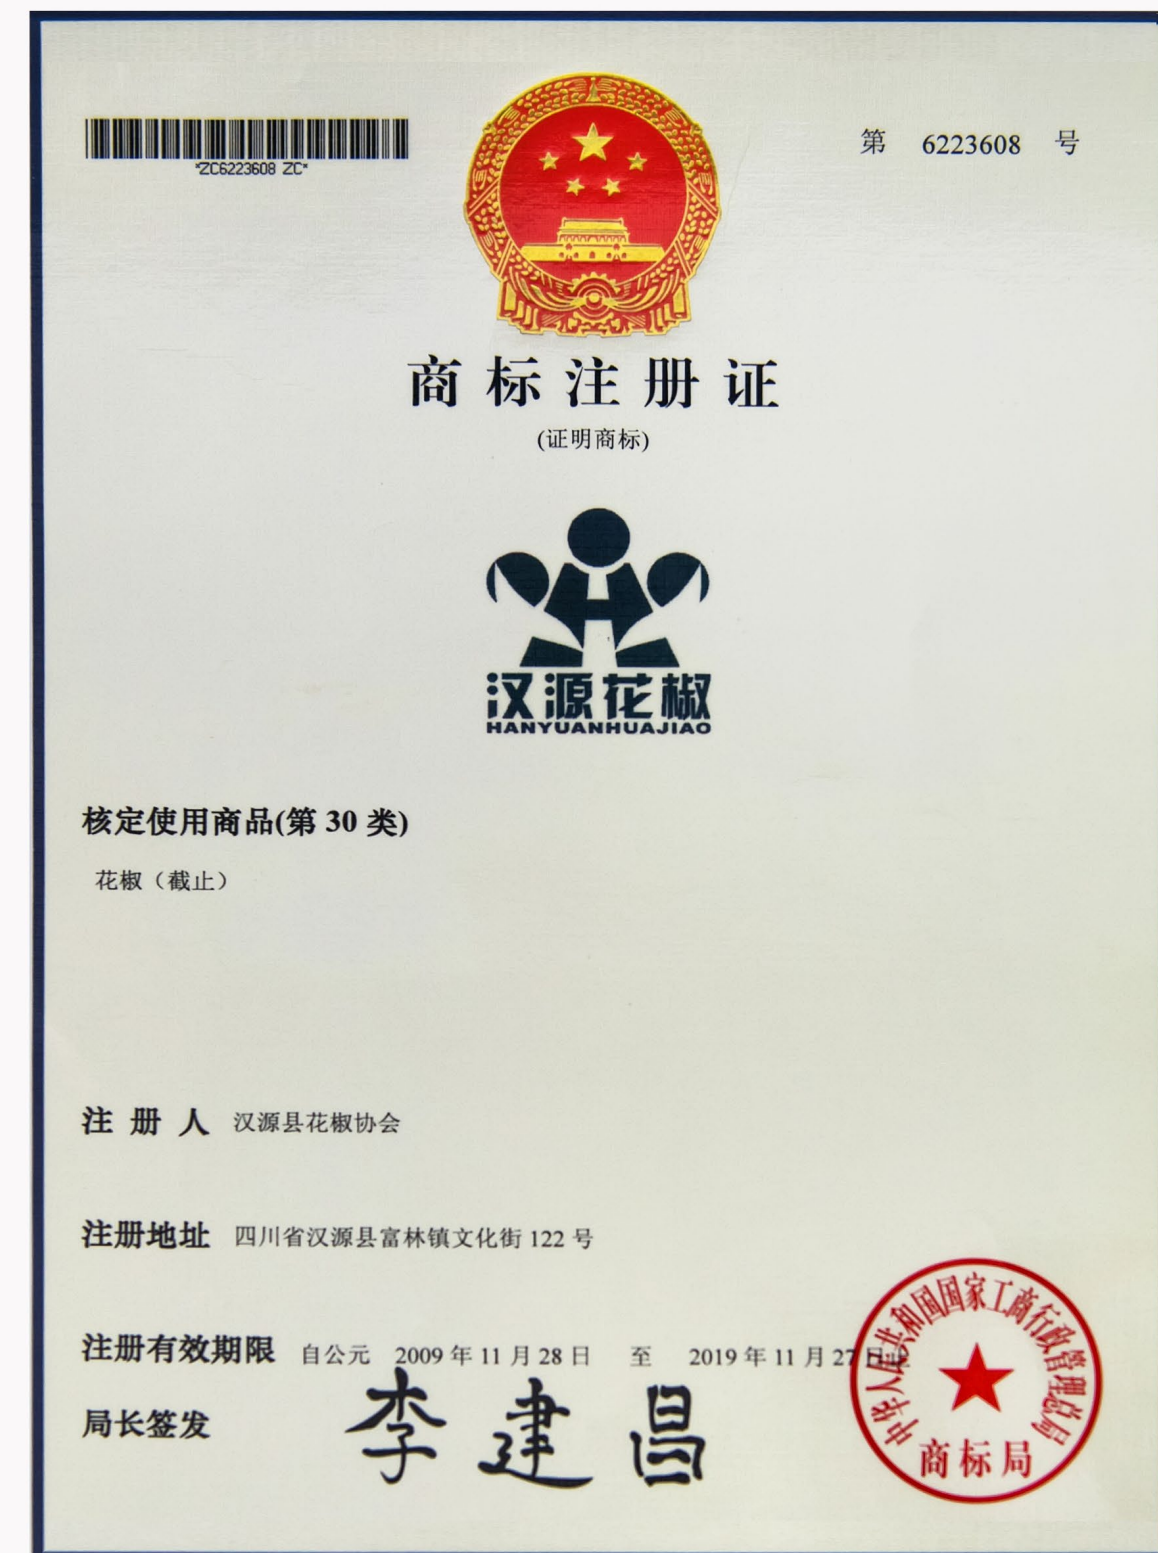 *ZC6223608 ZC*
第 6223608 号
商标注册证
(证明商标)
汉源花椒
HANYUANHUAJIAO
核定使用商品(第 30 类)
花椒（截止）
注 册 人 汉源县花椒协会
注册地址 四川省汉源县富林镇文化街 122 号
注册有效期限 自公元 2009 年 11 月 28 日 至 2019 年 11 月 27 日止
局长签发 李建昌
中华人民共和国国家工商行政管理总局
商标局